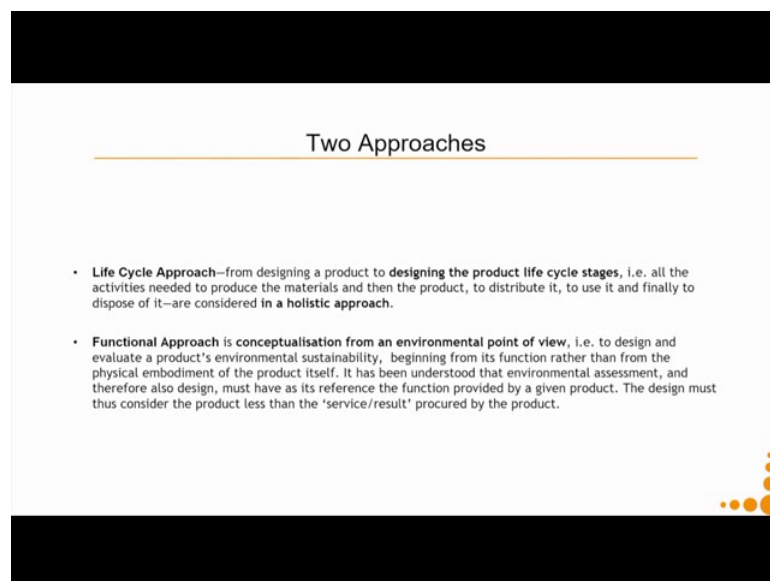 Two Approaches
• Life Cycle Approach—from designing a product to designing the product life cycle stages, i.e. all the
activities needed to produce the materials and then the product, to distribute it, to use it and finally to
dispose of it—are considered in a holistic approach.
• Functional Approach is conceptualisation from an environmental point of view, i.e. to design and
evaluate a product's environmental sustainability, beginning from its function rather than from the
physical embodiment of the product itself. It has been understood that environmental assessment, and
therefore also design, must have as its reference the function provided by a given product. The design must
thus consider the product less than the ‘service/result’ procured by the product.